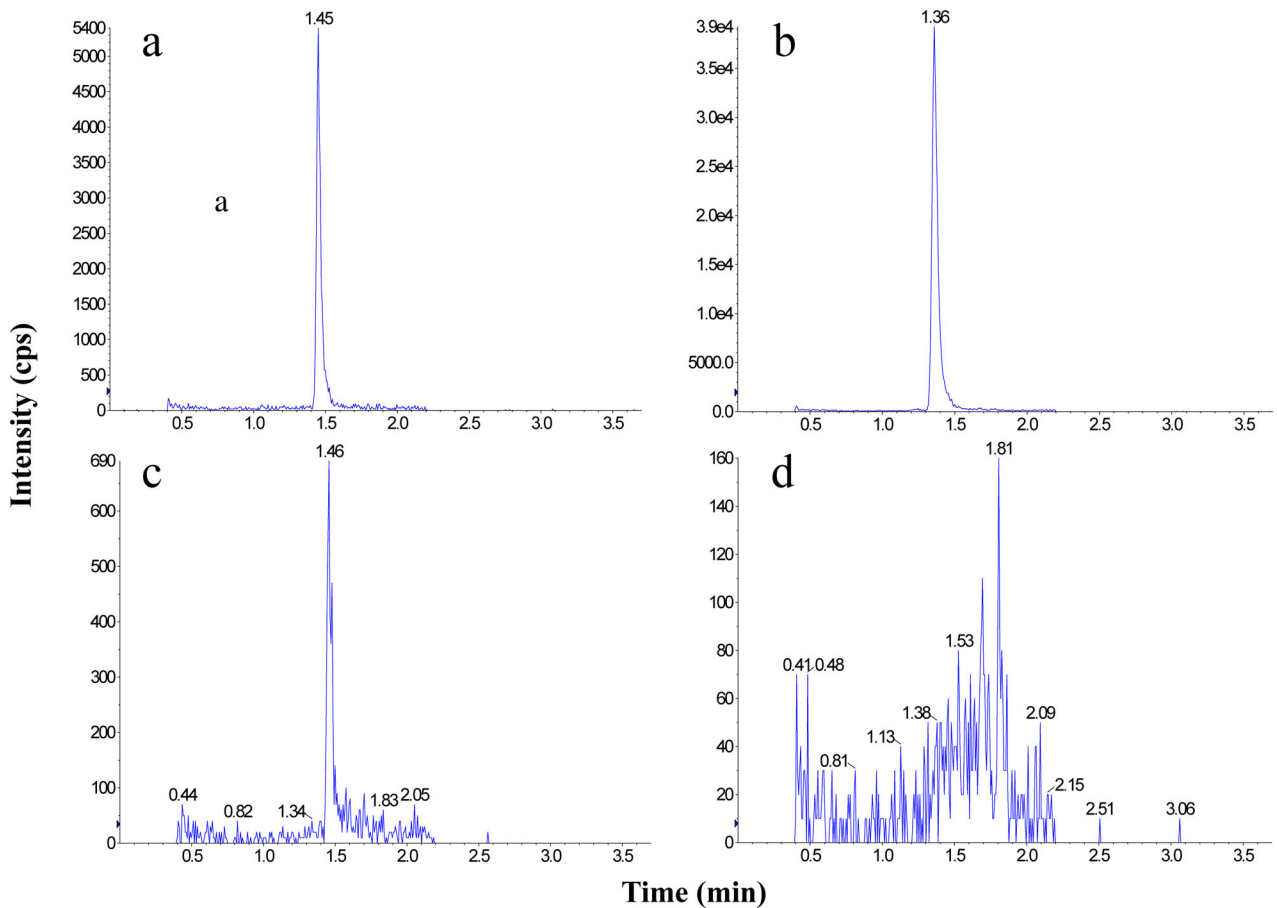 Intensity (cps)
a
1.45
5400
5000
4500
4000
3500
3000
2500
2000
1500
1000
500
0
a
0.5 1.0 1.5 2.0 2.5 3.0 3.5
b
1.36
3.9e4
3.5e4
3.0e4
2.5e4
2.0e4
1.5e4
1.0e4
5000.0
0.0
0.5 1.0 1.5 2.0 2.5 3.0 3.5
c
1.46
690
600
500
400
300
200
100
0
0.44 0.82 1.34 1.83 2.05
0.5 1.0 1.5 2.0 2.5 3.0 3.5
d
1.81
160
140
120
100
80
60
40
20
0
0.41 0.48 0.81 1.13 1.38 1.53 2.09 2.15 2.51 3.06
0.5 1.0 1.5 2.0 2.5 3.0 3.5
Time (min)